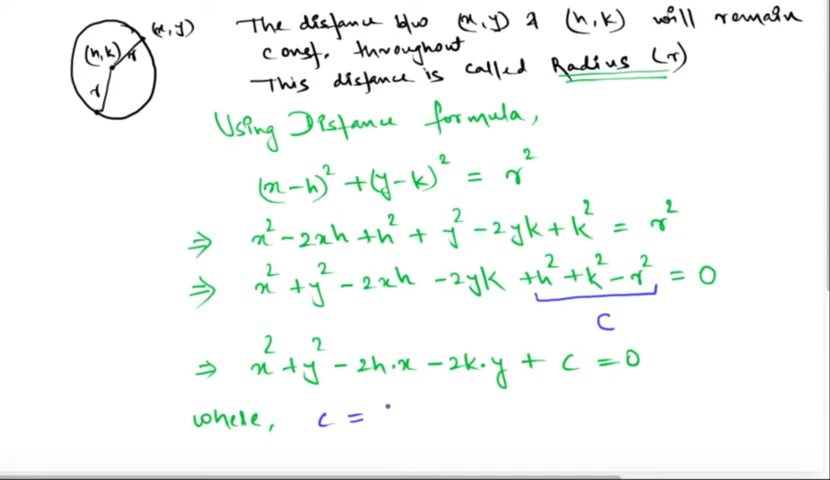 (x,y) The distance b/w (x,y) & (h,k) will remain
(h,k) r const. throughout
r This distance is called Radius (r)
Using Distance formula,
(x-h)² + (y-k)² = r²
⇒ x² - 2xh + h² + y² - 2yk + k² = r²
⇒ x² + y² - 2xh - 2yk + h² + k² - r² = 0
C
⇒ x² + y² - 2h·x - 2k·y + c = 0
where, c =